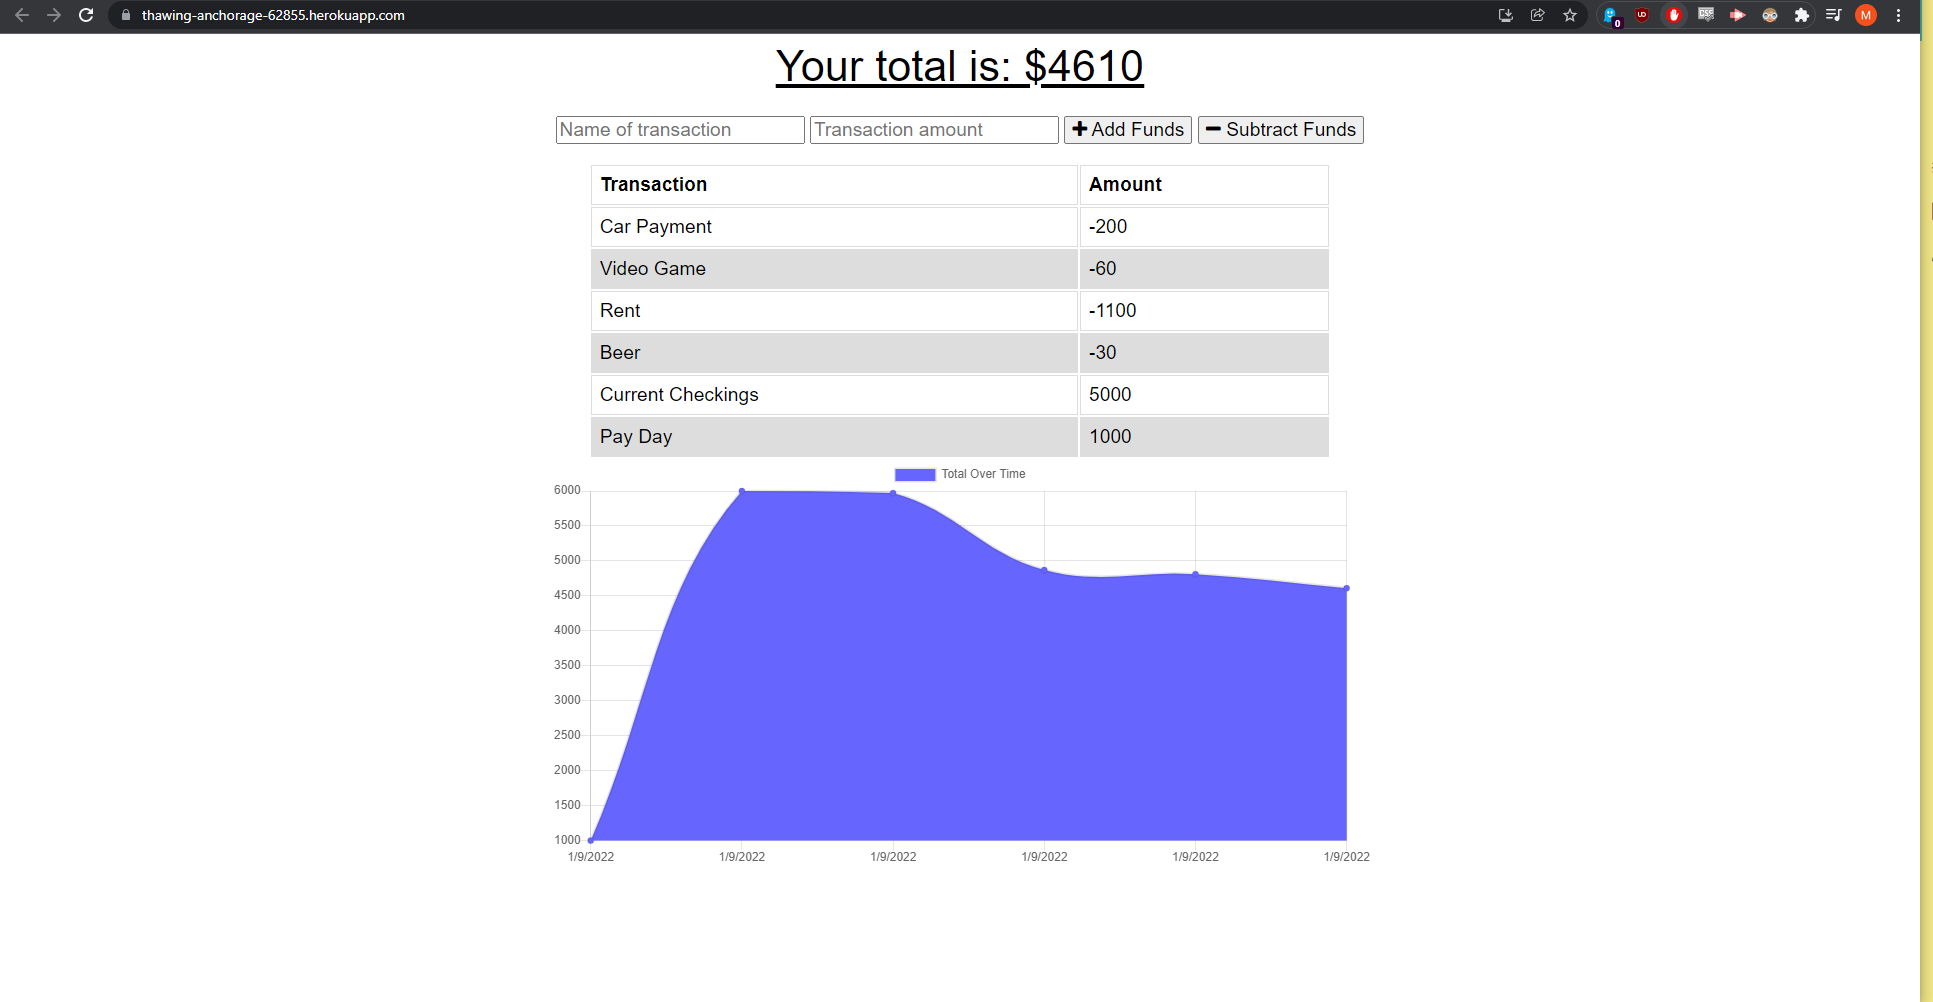 thawing-anchorage-62855.herokuapp.com
0
UD
CSS
M
Your total is: $4610
Name of transaction Transaction amount Add Funds Subtract Funds
Transaction Amount
Car Payment -200
Video Game -60
Rent -1100
Beer -30
Current Checkings 5000
Pay Day 1000
Total Over Time
6000
5500
5000
4500
4000
3500
3000
2500
2000
1500
1000
1/9/2022 1/9/2022 1/9/2022 1/9/2022 1/9/2022 1/9/2022